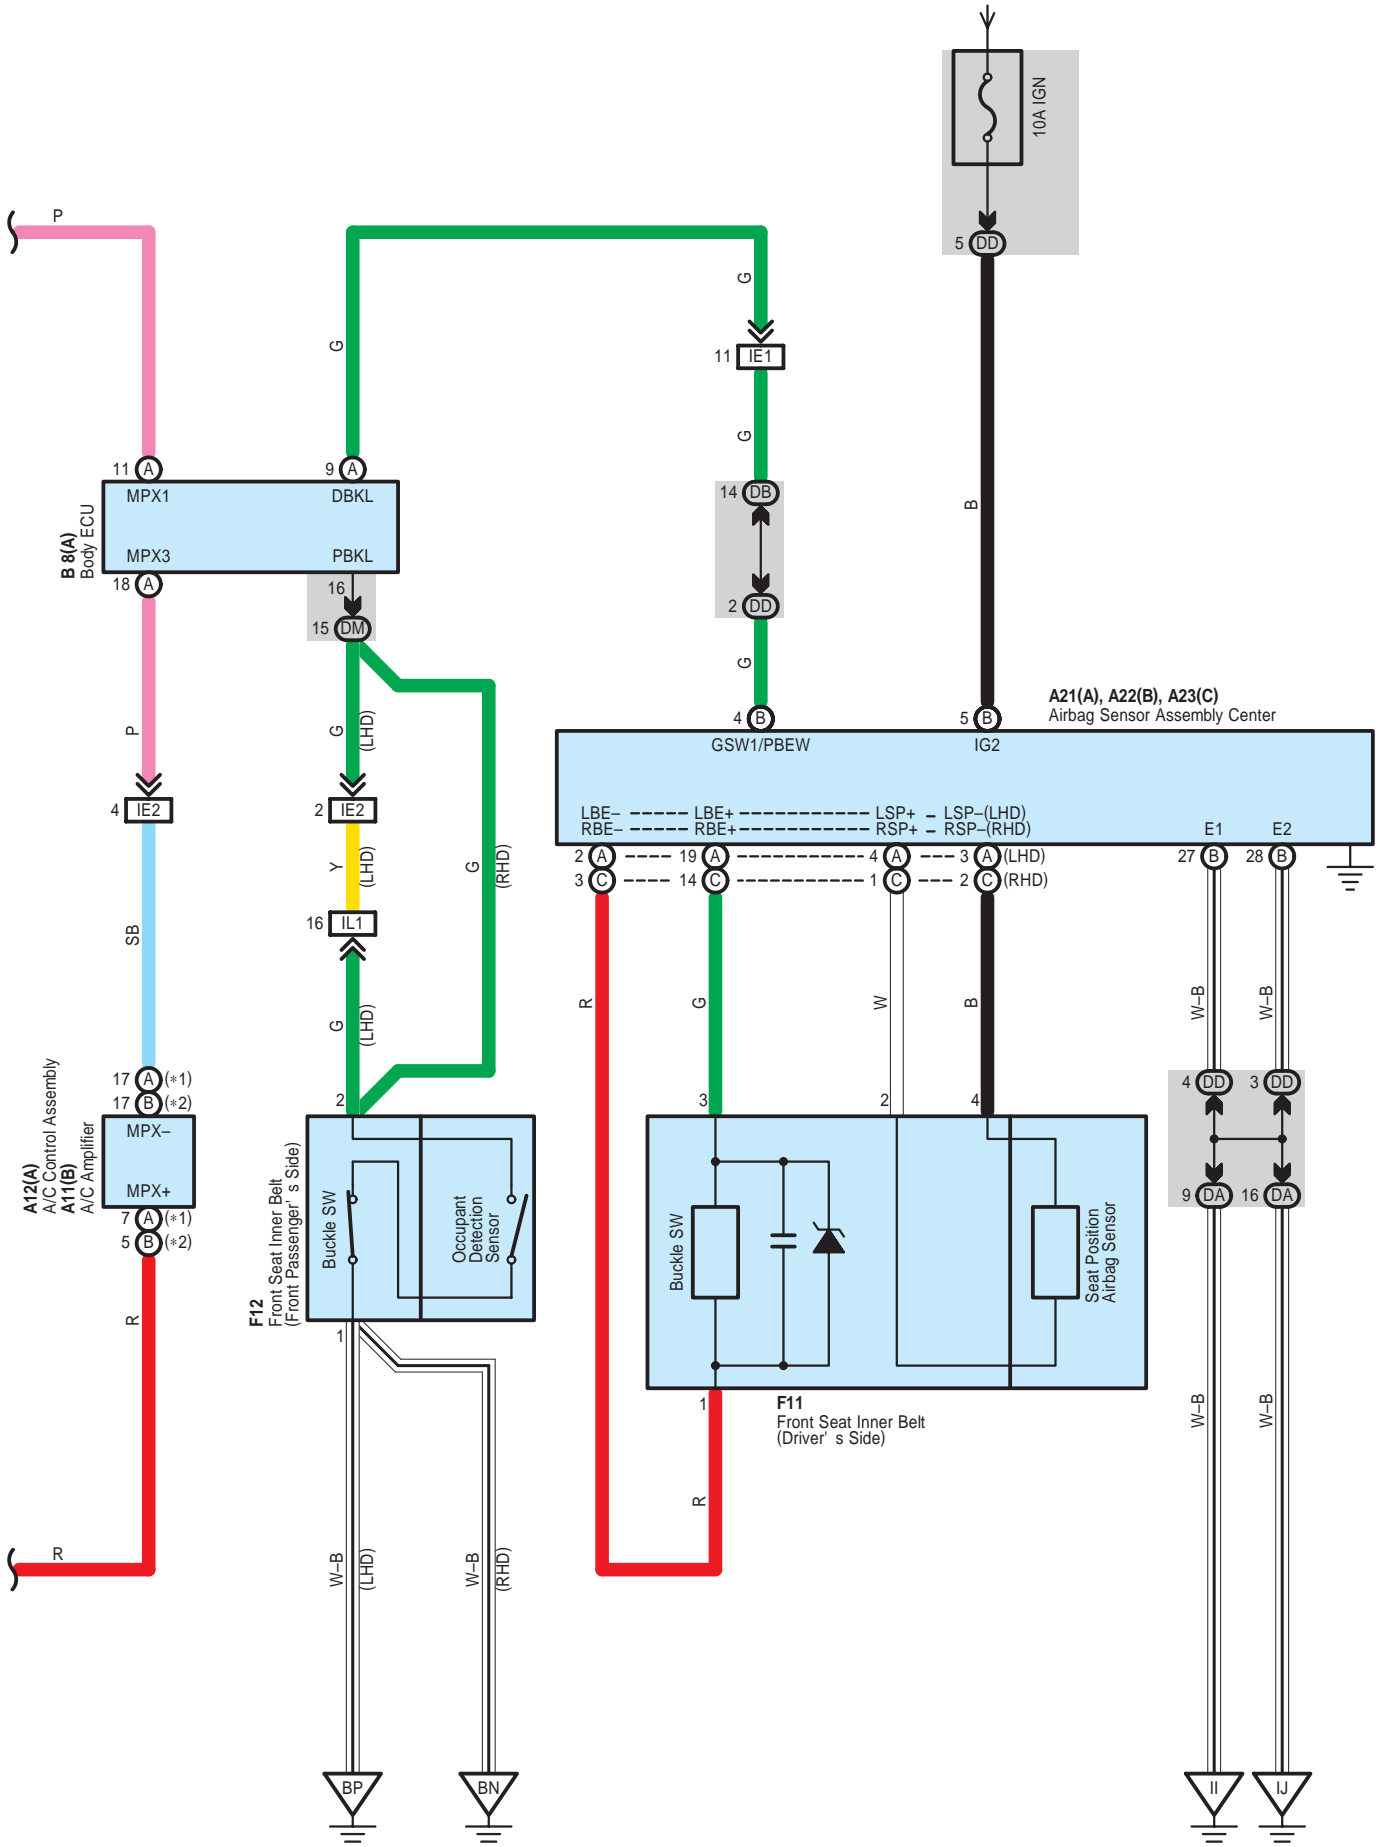 10A IGN
5 DD
P
G
G
11 IE1
G
B
14 DB
2 DD
G
11 A
9 A
MPX1
DBKL
MPX3
PBKL
B 8(A)
Body ECU
18 A
16
15 DM
P
G
(LHD)
G
(RHD)
4 IE2
2 IE2
Y
(LHD)
16 IL1
SB
G
(LHD)
4 B
5 B
A21(A), A22(B), A23(C)
Airbag Sensor Assembly Center
GSW1/PBEW
IG2
LBE– LBE+ LSP+ LSP–(LHD)
RBE– RBE+ RSP+ RSP–(RHD)
E1
E2
2 A 19 A 4 A 3 A (LHD)
3 C 14 C 1 C 2 C (RHD)
27 B
28 B
R
G
W
B
W–B
W–B
4 DD
3 DD
9 DA
16 DA
17 A (*1)
17 B (*2)
MPX–
MPX+
A12(A)
A/C Control Assembly
A11(B)
A/C Amplifier
7 A (*1)
5 B (*2)
R
R
2
Buckle SW
Occupant
Detection
Sensor
F12
Front Seat Inner Belt
(Front Passenger' s Side)
1
3
2
4
Buckle SW
Seat Position
Airbag Sensor
1
F11
Front Seat Inner Belt
(Driver' s Side)
R
W–B
W–B
W–B
(LHD)
W–B
(RHD)
BP
BN
II
IJ